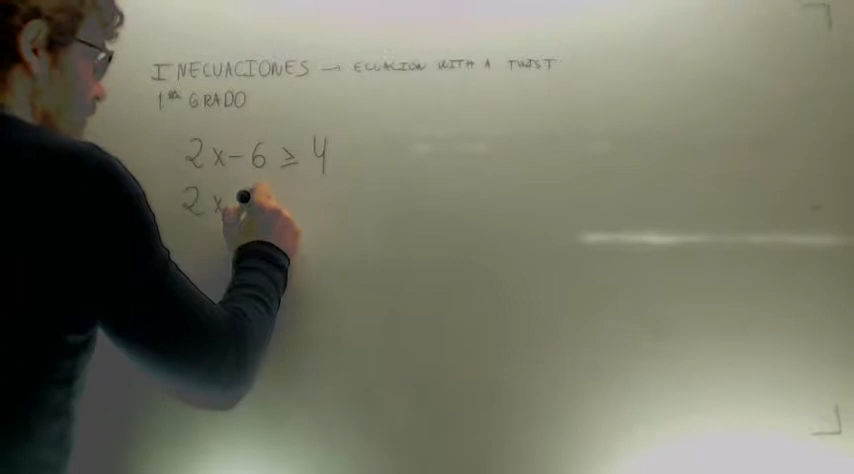 INECUACIONES → ECUACION WITH A TWIST
1ER GRADO
2x - 6 ≥ 4
2x